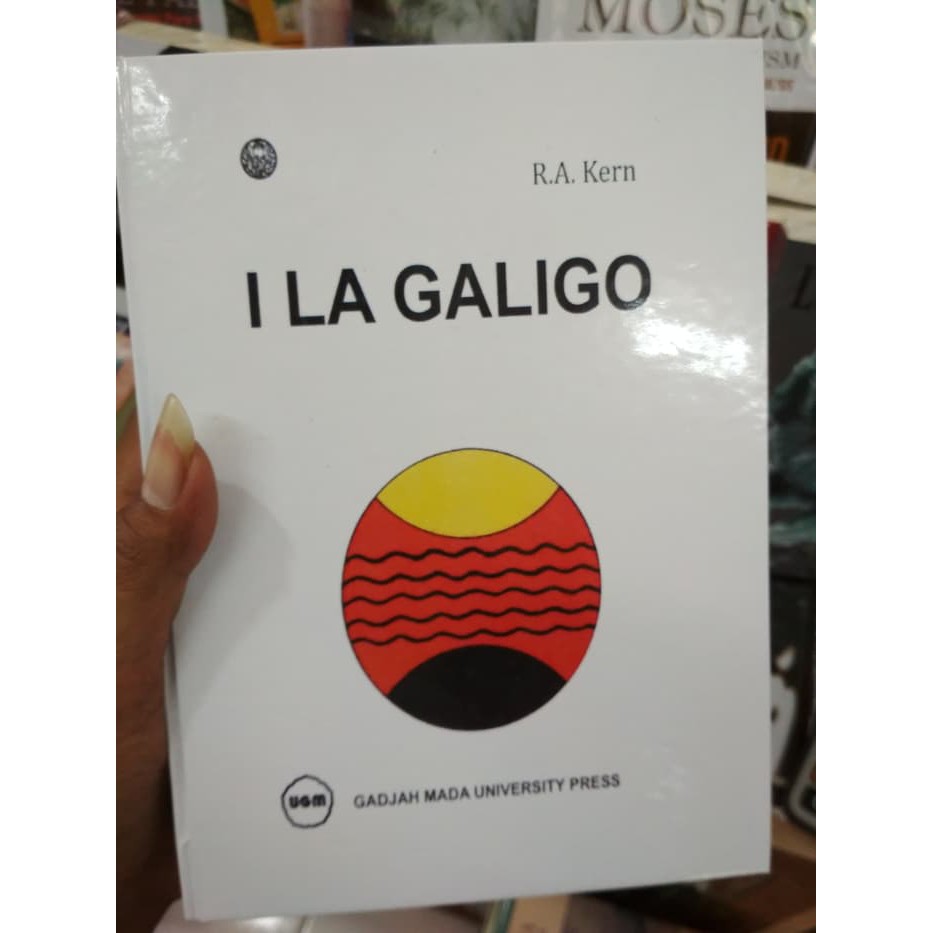 MOSES
R.A. Kern
I LA GALIGO
UGM
GADJAH MADA UNIVERSITY PRESS